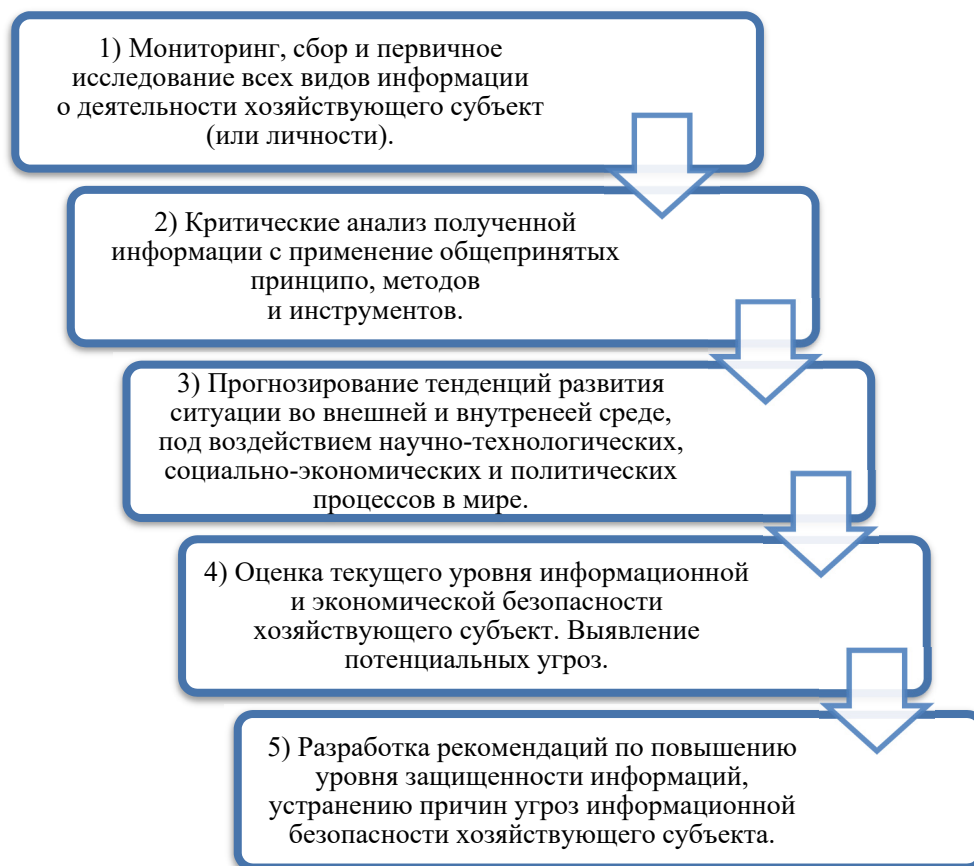 1) Мониторинг, сбор и первичное
исследование всех видов информации
о деятельности хозяйствующего субъект
(или личности).
2) Критические анализ полученной
информации с применение общепринятых
принципо, методов
и инструментов.
3) Прогнозирование тенденций развития
ситуации во внешней и внутренеей среде,
под воздействием научно-технологических,
социально-экономических и политических
процессов в мире.
4) Оценка текущего уровня информационной
и экономической безопасности
хозяйствующего субъект. Выявление
потенциальных угроз.
5) Разработка рекомендаций по повышению
уровня защищенности информаций,
устранению причин угроз информационной
безопасности хозяйствующего субъекта.